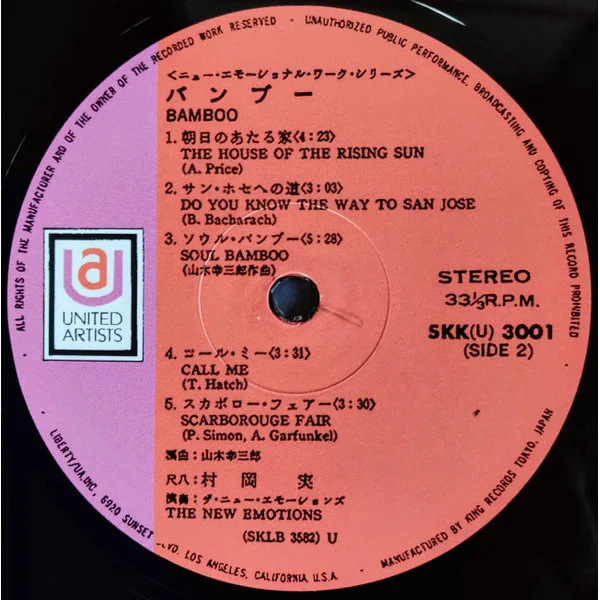 ALL RIGHTS OF THE MANUFACTURER ARD OF THE OWNER OF THE RECORDED WORK RESERVED · UNAUTHORIZED PUBLIC PERFORMANCE, BROADCASTING AND COPYING OF THIS RECORD PROHIBITED
<ニュー・エモーショナル・ワーク・シリーズ>
バンブー
BAMBOO
1. 朝日のあたる家<4:23>
THE HOUSE OF THE RISING SUN
(A. Price)
2. サン・ホセへの道<3:03>
DO YOU KNOW THE WAY TO SAN JOSE
(B. Bacharach)
3. ソウル・バンブー<5:28>
SOUL BAMBOO
(山木幸三郎作曲)
UA
UNITED
ARTISTS
STEREO
33⅓R.P.M.
SKK(U) 3001
(SIDE 2)
4. コール・ミー<3:31>
CALL ME
(T. Hatch)
5. スカボロー・フェアー<3:30>
SCARBOROUGE FAIR
(P. Simon, A. Garfunkel)
編曲：山木幸三郎
尺八：村岡実
演奏：ザ・ニュー・エモーションズ
THE NEW EMOTIONS
(SKLB 3582) U
LIBERTY/UA,INC. 6920 SUNSET BLVD. LOS ANGELES, CALIFORNIA, U.S.A. · MANUFACTURED BY KING RECORDS TOKYO, JAPAN